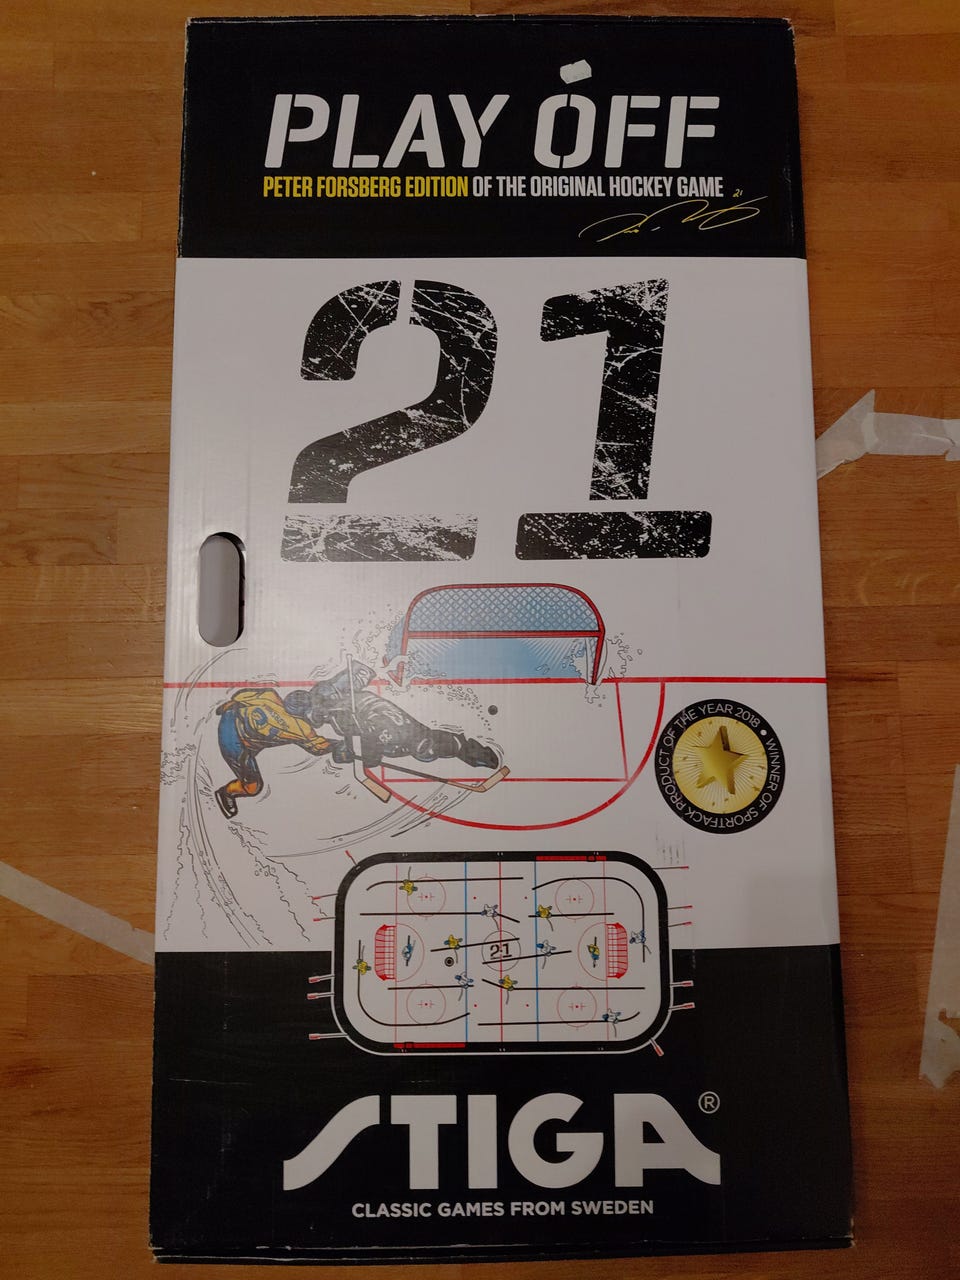 PLAY OFF
PETER FORSBERG EDITION OF THE ORIGINAL HOCKEY GAME
21
21
WINNER OF SPORTFACK PRODUCT OF THE YEAR 2018
21
STIGA®
CLASSIC GAMES FROM SWEDEN